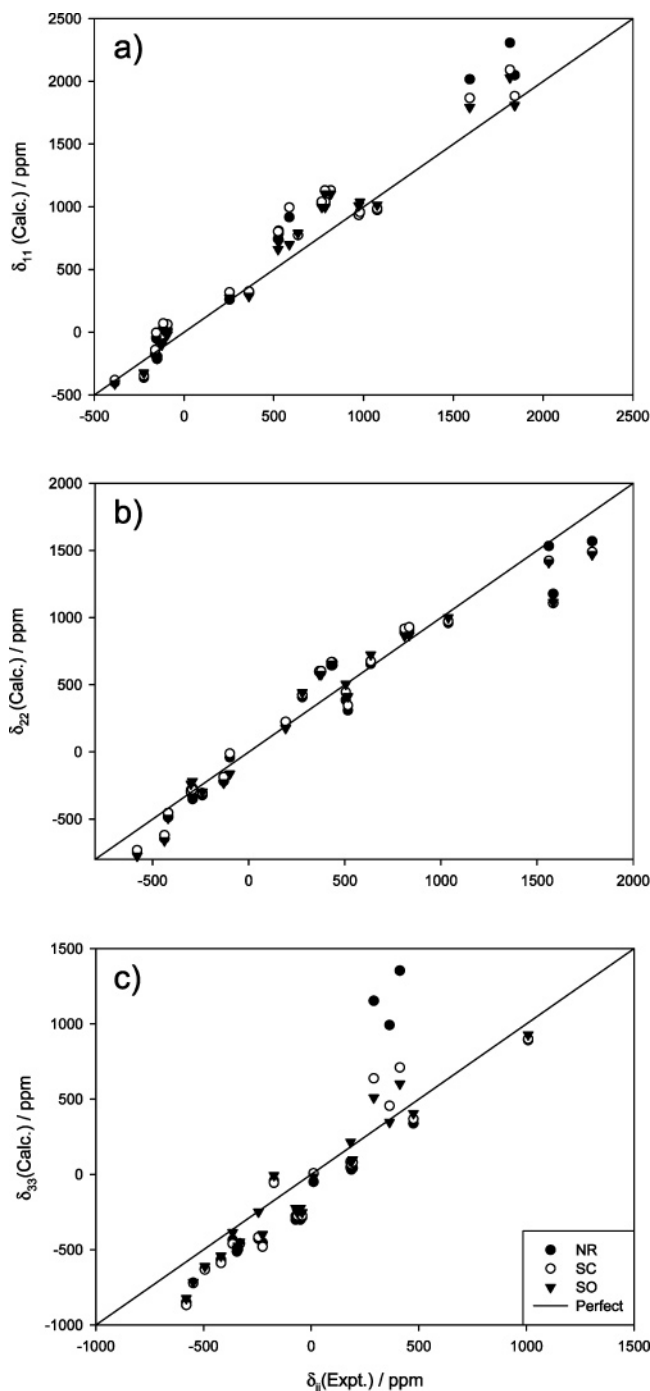 a)
2500
2000
1500
1000
500
0
-500
δ11 (Calc.) / ppm
-500 0 500 1000 1500 2000 2500
b)
2000
1500
1000
500
0
-500
δ22 (Calc.) / ppm
-500 0 500 1000 1500 2000
c)
1500
1000
500
0
-500
-1000
δ33(Calc.) / ppm
NR
SC
SO
Perfect
-1000 -500 0 500 1000 1500
δii(Expt.) / ppm